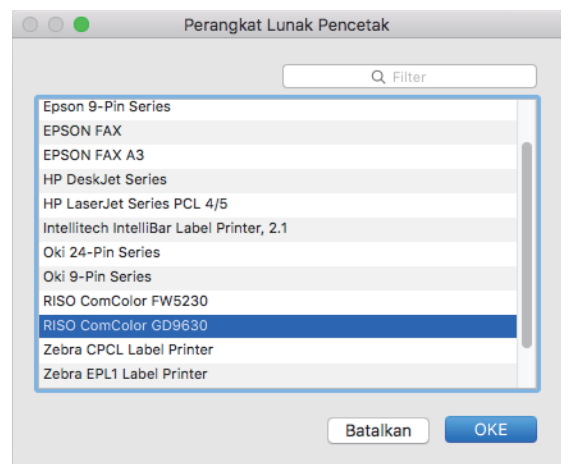 Perangkat Lunak Pencetak
Filter
Epson 9-Pin Series
EPSON FAX
EPSON FAX A3
HP DeskJet Series
HP LaserJet Series PCL 4/5
Intellitech IntelliBar Label Printer, 2.1
Oki 24-Pin Series
Oki 9-Pin Series
RISO ComColor FW5230
RISO ComColor GD9630
Zebra CPCL Label Printer
Zebra EPL1 Label Printer
Batalkan OKE